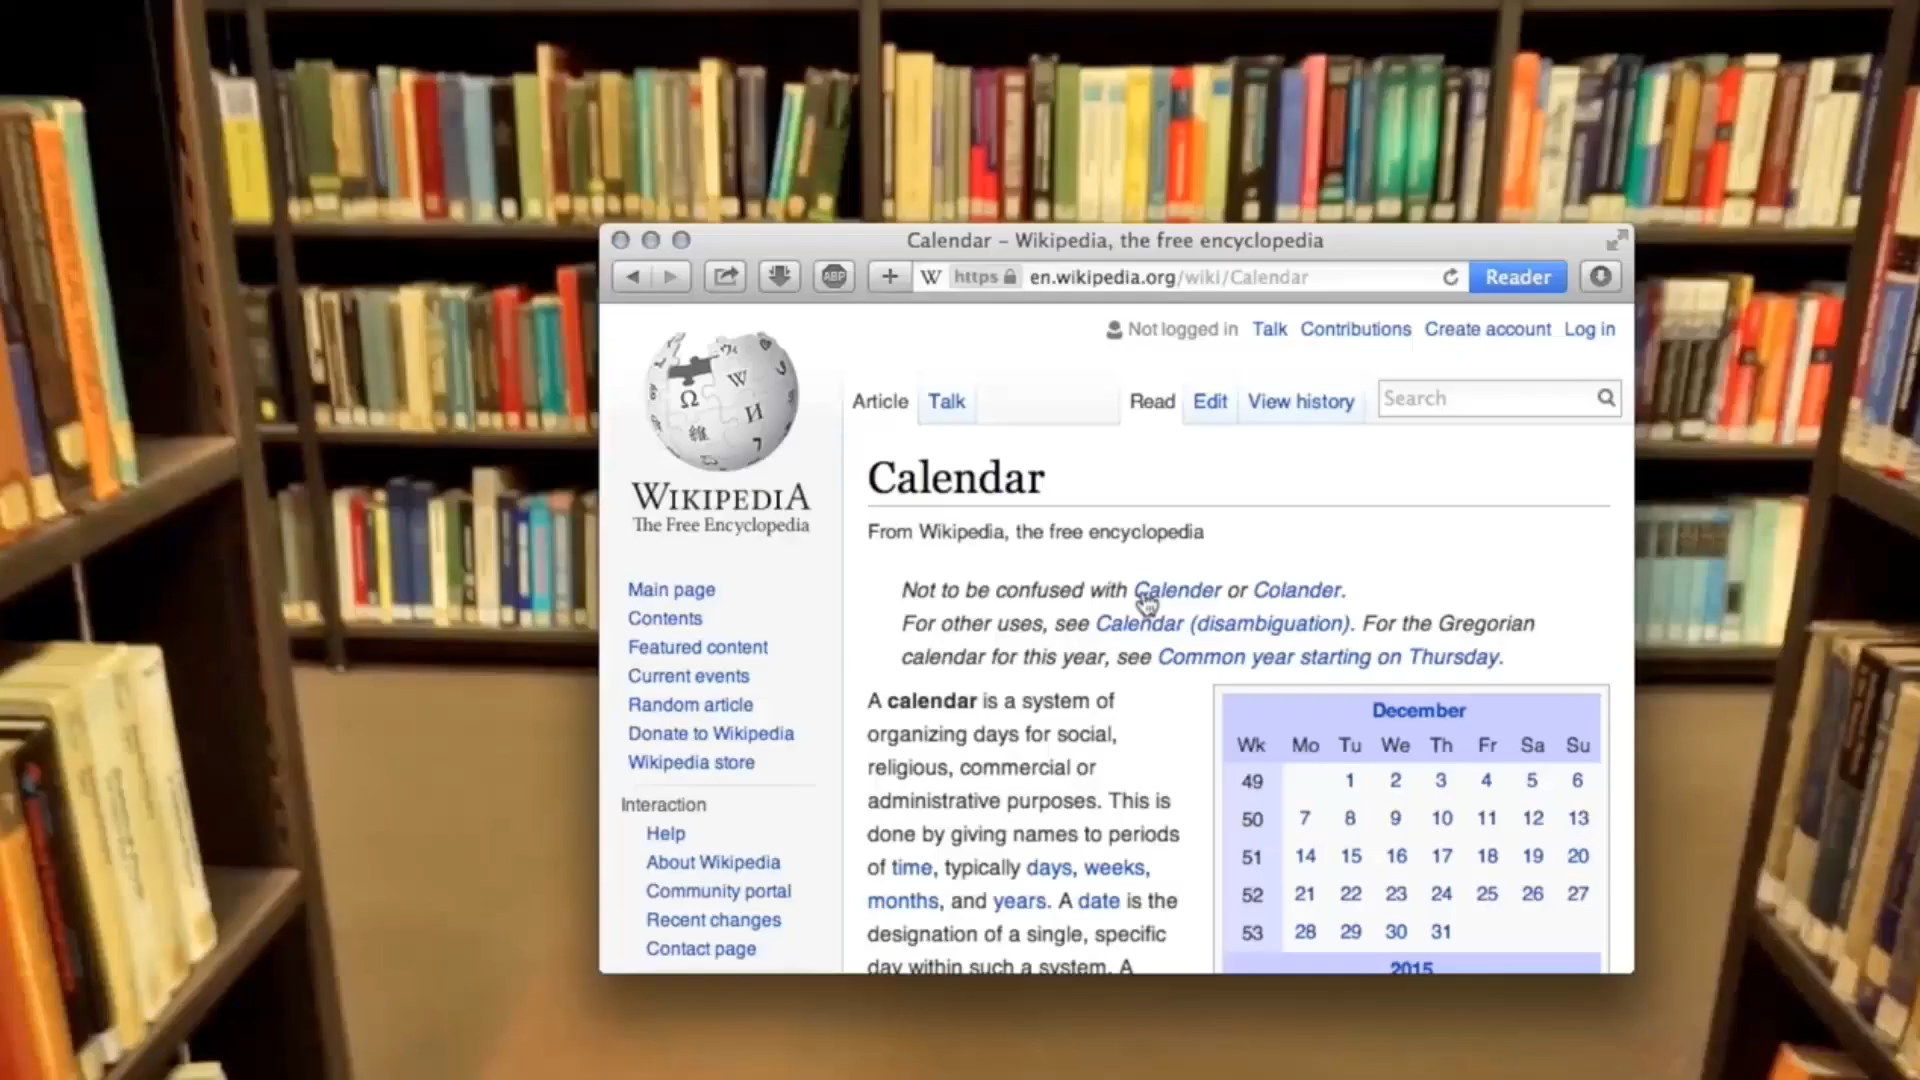 Calendar – Wikipedia, the free encyclopedia
ABP
+
W https en.wikipedia.org/wiki/Calendar
Reader
Not logged in Talk Contributions Create account Log in
Article Talk Read Edit View history Search
WIKIPEDIA
The Free Encyclopedia
Main page
Contents
Featured content
Current events
Random article
Donate to Wikipedia
Wikipedia store
Interaction
Help
About Wikipedia
Community portal
Recent changes
Contact page
Calendar
From Wikipedia, the free encyclopedia
Not to be confused with Calender or Colander.
For other uses, see Calendar (disambiguation). For the Gregorian
calendar for this year, see Common year starting on Thursday.
A calendar is a system of
organizing days for social,
religious, commercial or
administrative purposes. This is
done by giving names to periods
of time, typically days, weeks,
months, and years. A date is the
designation of a single, specific
day within such a system. A
December
Wk Mo Tu We Th Fr Sa Su
49 1 2 3 4 5 6
50 7 8 9 10 11 12 13
51 14 15 16 17 18 19 20
52 21 22 23 24 25 26 27
53 28 29 30 31
2015